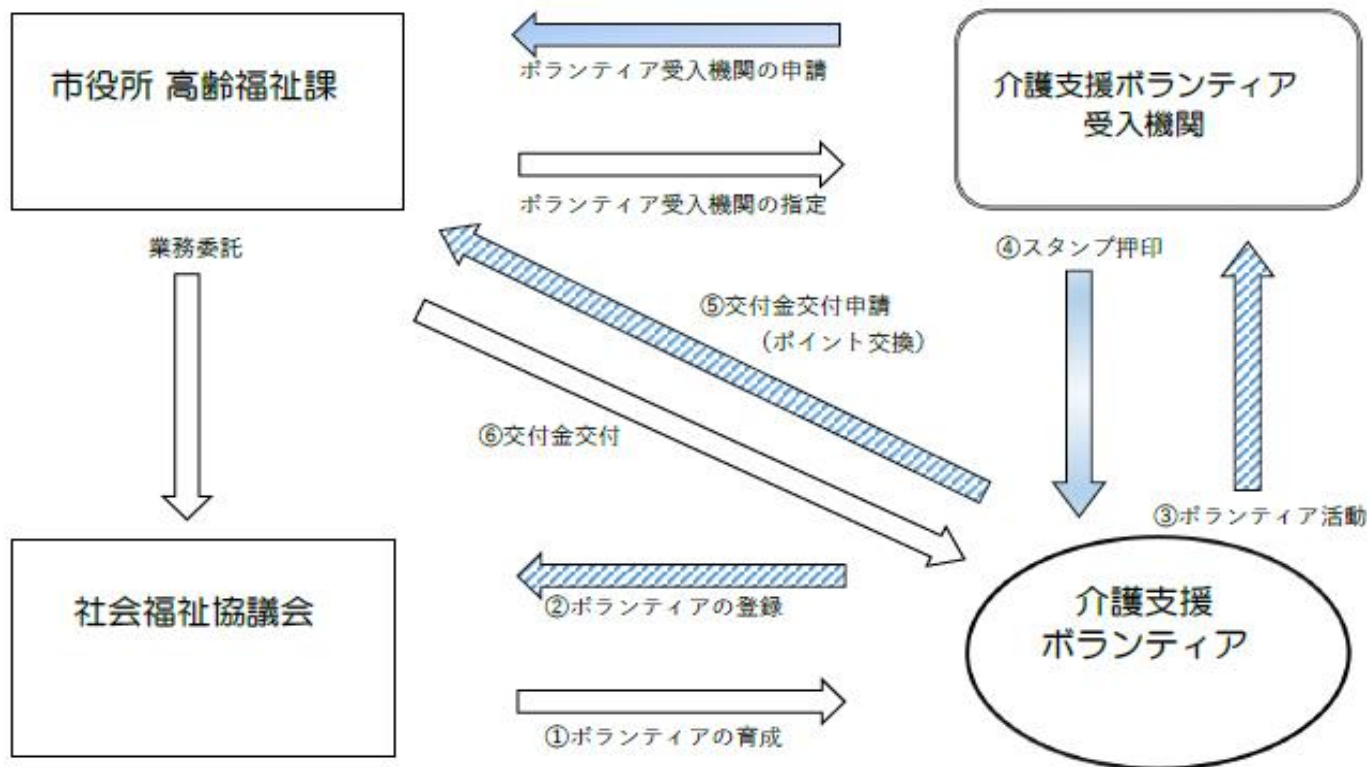 ボランティア受入機関の申請
市役所 高齢福祉課
介護支援ボランティア
受入機関
ボランティア受入機関の指定
業務委託
④スタンプ押印
⑤交付金交付申請
（ポイント交換）
⑥交付金交付
③ボランティア活動
社会福祉協議会
②ボランティアの登録
介護支援
ボランティア
①ボランティアの育成